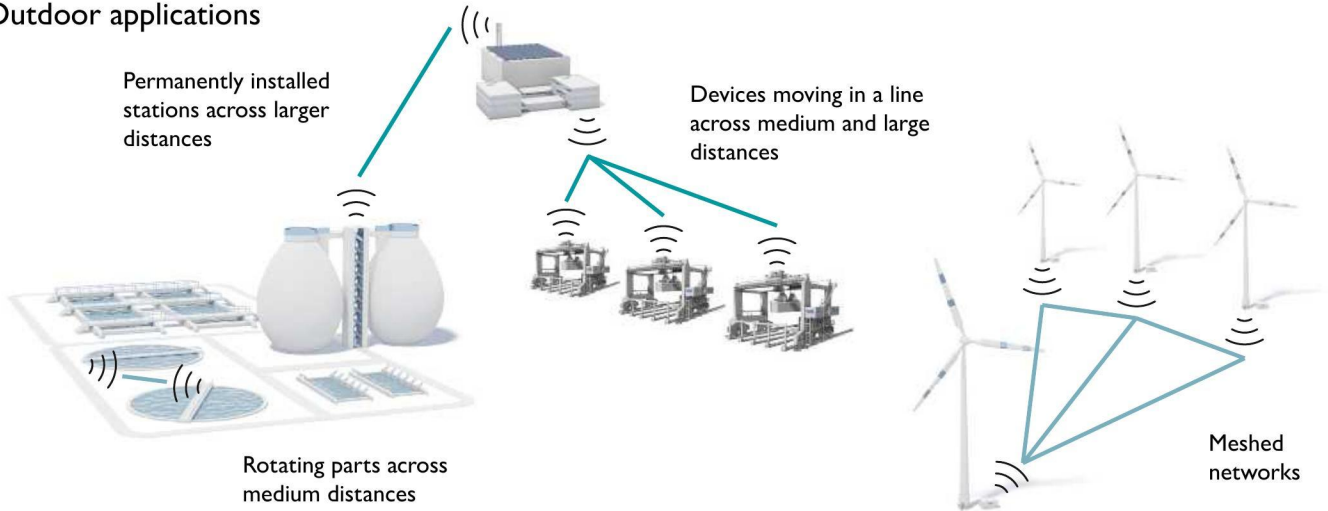 Outdoor applications
Permanently installed
stations across larger
distances
Devices moving in a line
across medium and large
distances
Rotating parts across
medium distances
Meshed
networks